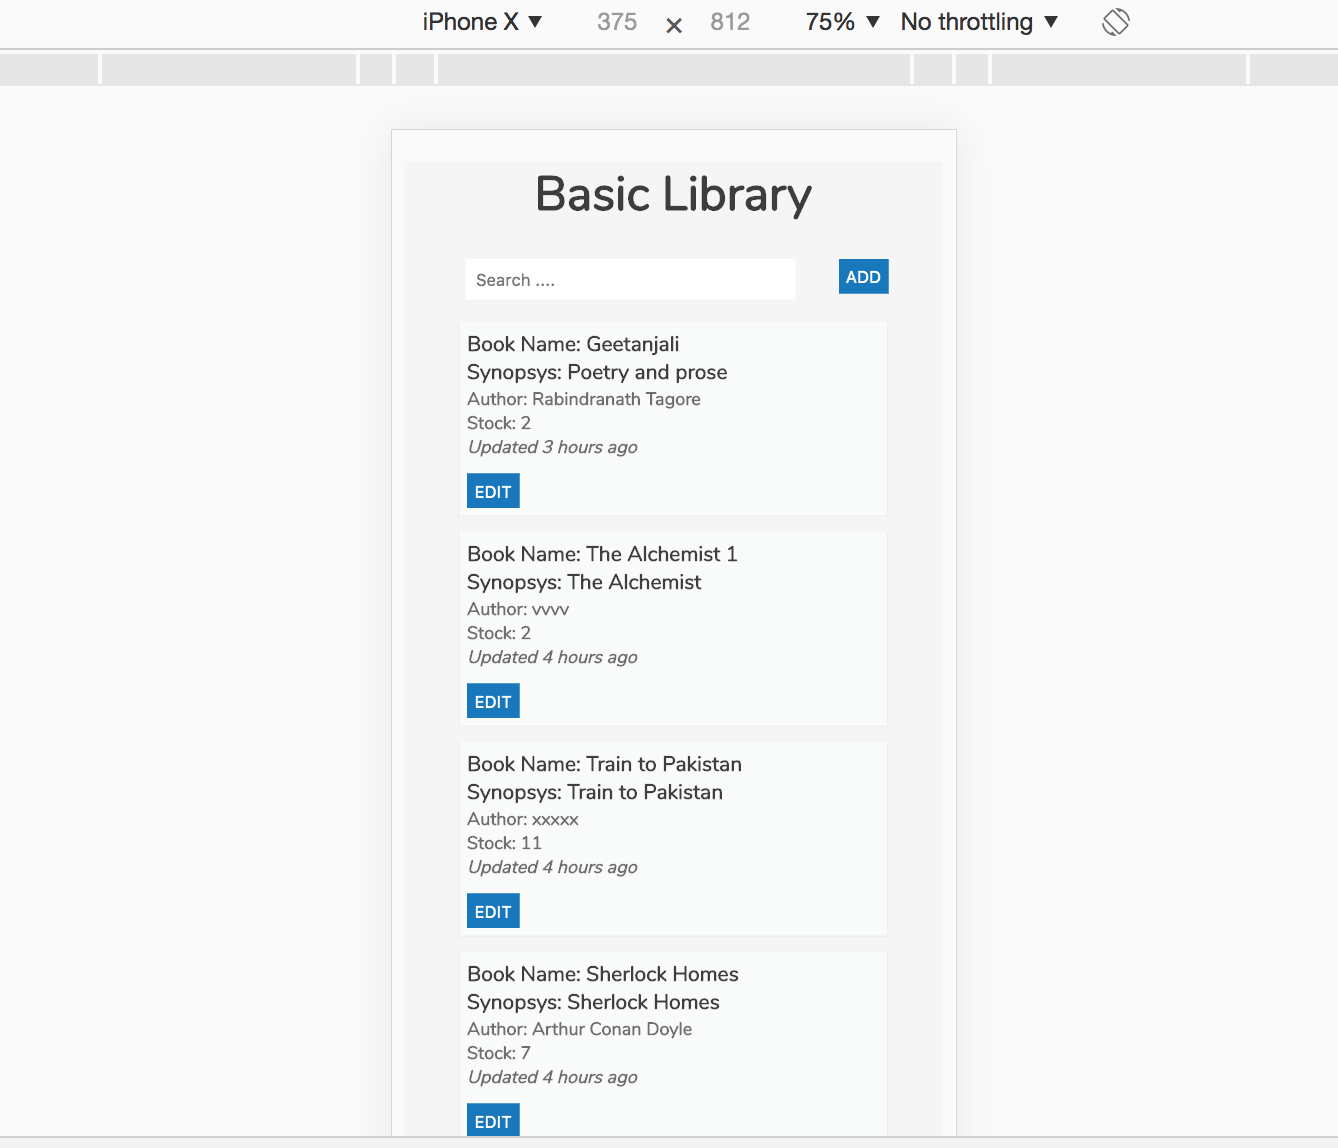 iPhone X ▼ 375 × 812 75% ▼ No throttling ▼
Basic Library
Search .... ADD
Book Name: Geetanjali
Synopsys: Poetry and prose
Author: Rabindranath Tagore
Stock: 2
Updated 3 hours ago
EDIT
Book Name: The Alchemist 1
Synopsys: The Alchemist
Author: vvvv
Stock: 2
Updated 4 hours ago
EDIT
Book Name: Train to Pakistan
Synopsys: Train to Pakistan
Author: xxxxx
Stock: 11
Updated 4 hours ago
EDIT
Book Name: Sherlock Homes
Synopsys: Sherlock Homes
Author: Arthur Conan Doyle
Stock: 7
Updated 4 hours ago
EDIT